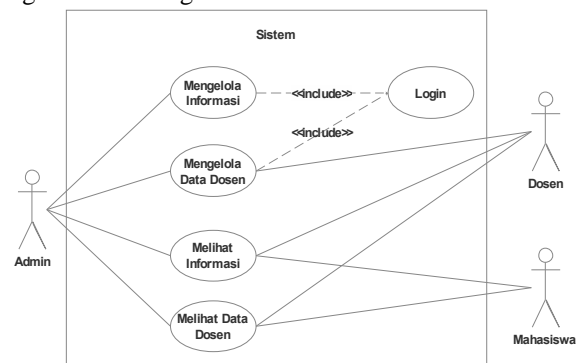 Sistem
Mengelola
Informasi
<<include>>
Login
<<include>>
Mengelola
Data Dosen
Dosen
Melihat
Informasi
Admin
Melihat Data
Dosen
Mahasiswa